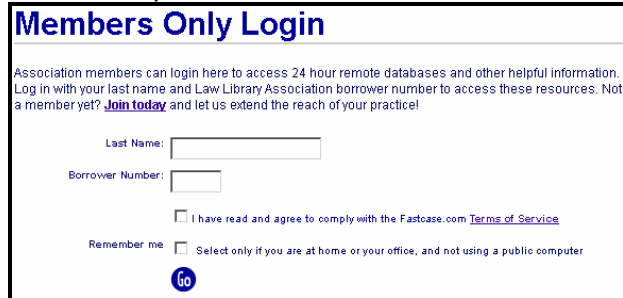 Members Only Login
Association members can login here to access 24 hour remote databases and other helpful information.
Log in with your last name and Law Library Association borrower number to access these resources. Not
a member yet? Join today and let us extend the reach of your practice!
Last Name:
Borrower Number:
I have read and agree to comply with the Fastcase.com Terms of Service
Remember me Select only if you are at home or your office, and not using a public computer
Go